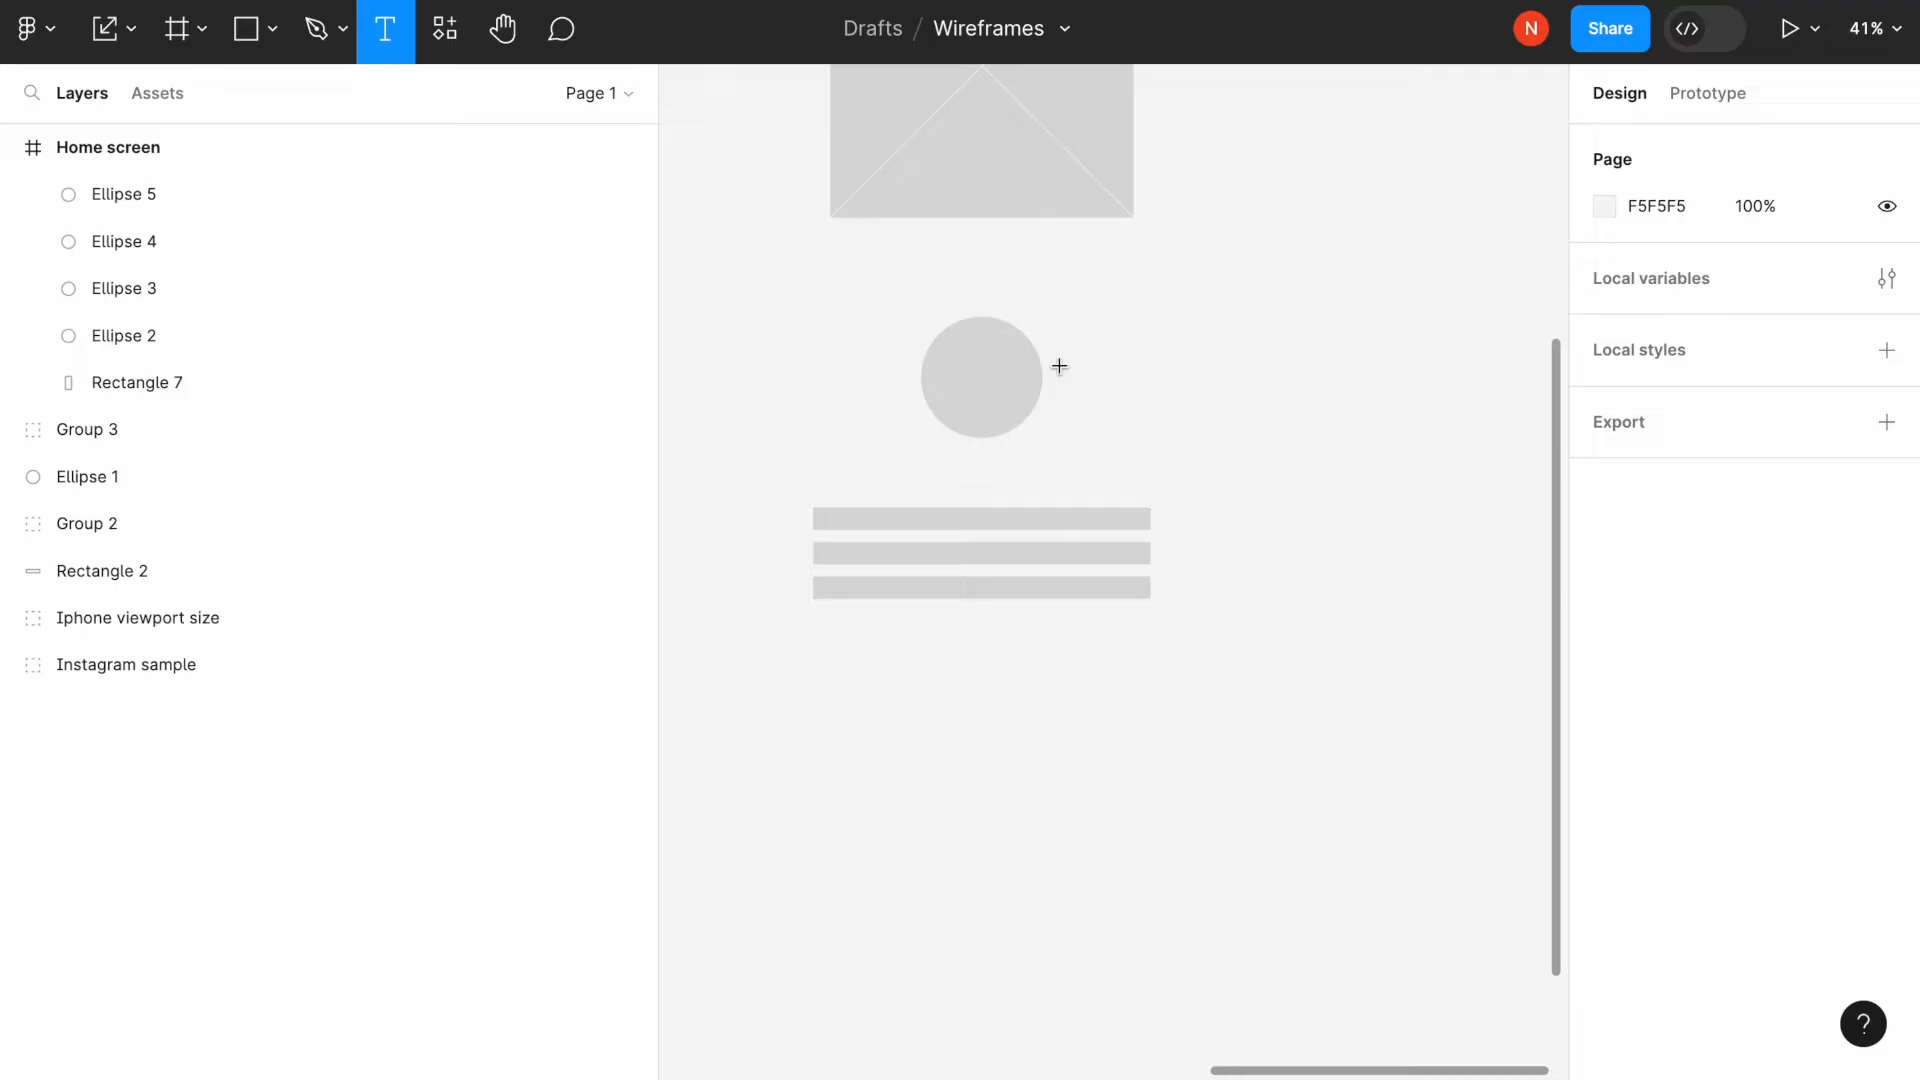 Drafts / Wireframes
N
Share
41%
Layers
Assets
Page 1
Design
Prototype
Home screen
Ellipse 5
Ellipse 4
Ellipse 3
Ellipse 2
Rectangle 7
Group 3
Ellipse 1
Group 2
Rectangle 2
Iphone viewport size
Instagram sample
Page
F5F5F5 100%
Local variables
Local styles
Export
?